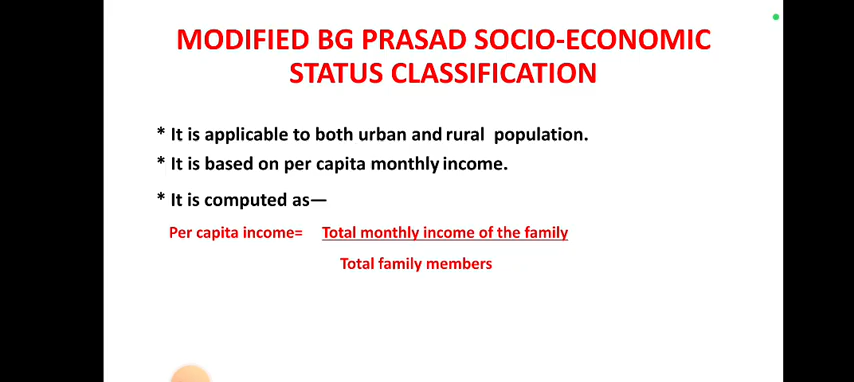 MODIFIED BG PRASAD SOCIO-ECONOMIC
STATUS CLASSIFICATION
* It is applicable to both urban and rural population.
* It is based on per capita monthly income.
* It is computed as—
Per capita income= Total monthly income of the family
Total family members